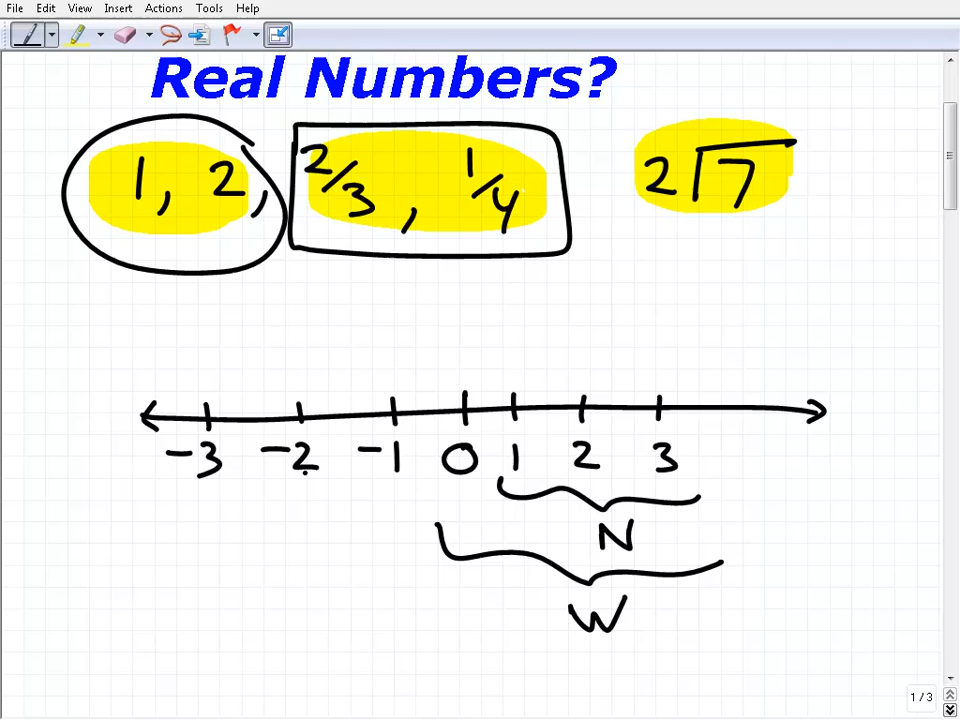 File Edit View Insert Actions Tools Help
Real Numbers?
1, 2, 2/3, 1/4 2√7
-3 -2 -1 0 1 2 3
N
W
1 / 3